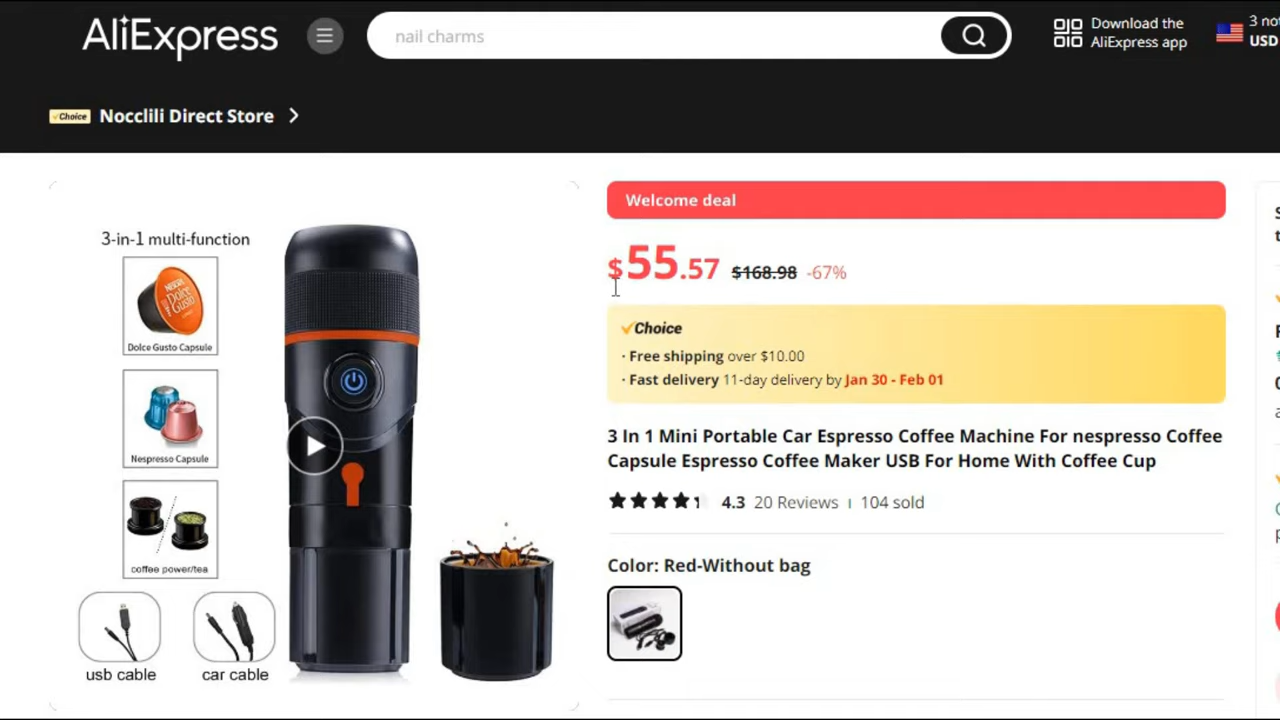 AliExpress
nail charms
Download the
AliExpress app
USD
✓Choice
Nocclili Direct Store
3-in-1 multi-function
NESCAFÉ
Dolce Gusto
Dolce Gusto Capsule
Nespresso Capsule
coffee power/tea
usb cable
car cable
Welcome deal
$55.57 $168.98 -67%
✓Choice
· Free shipping over $10.00
· Fast delivery 11-day delivery by Jan 30 - Feb 01
3 In 1 Mini Portable Car Espresso Coffee Machine For nespresso Coffee
Capsule Espresso Coffee Maker USB For Home With Coffee Cup
4.3 20 Reviews 104 sold
Color: Red-Without bag